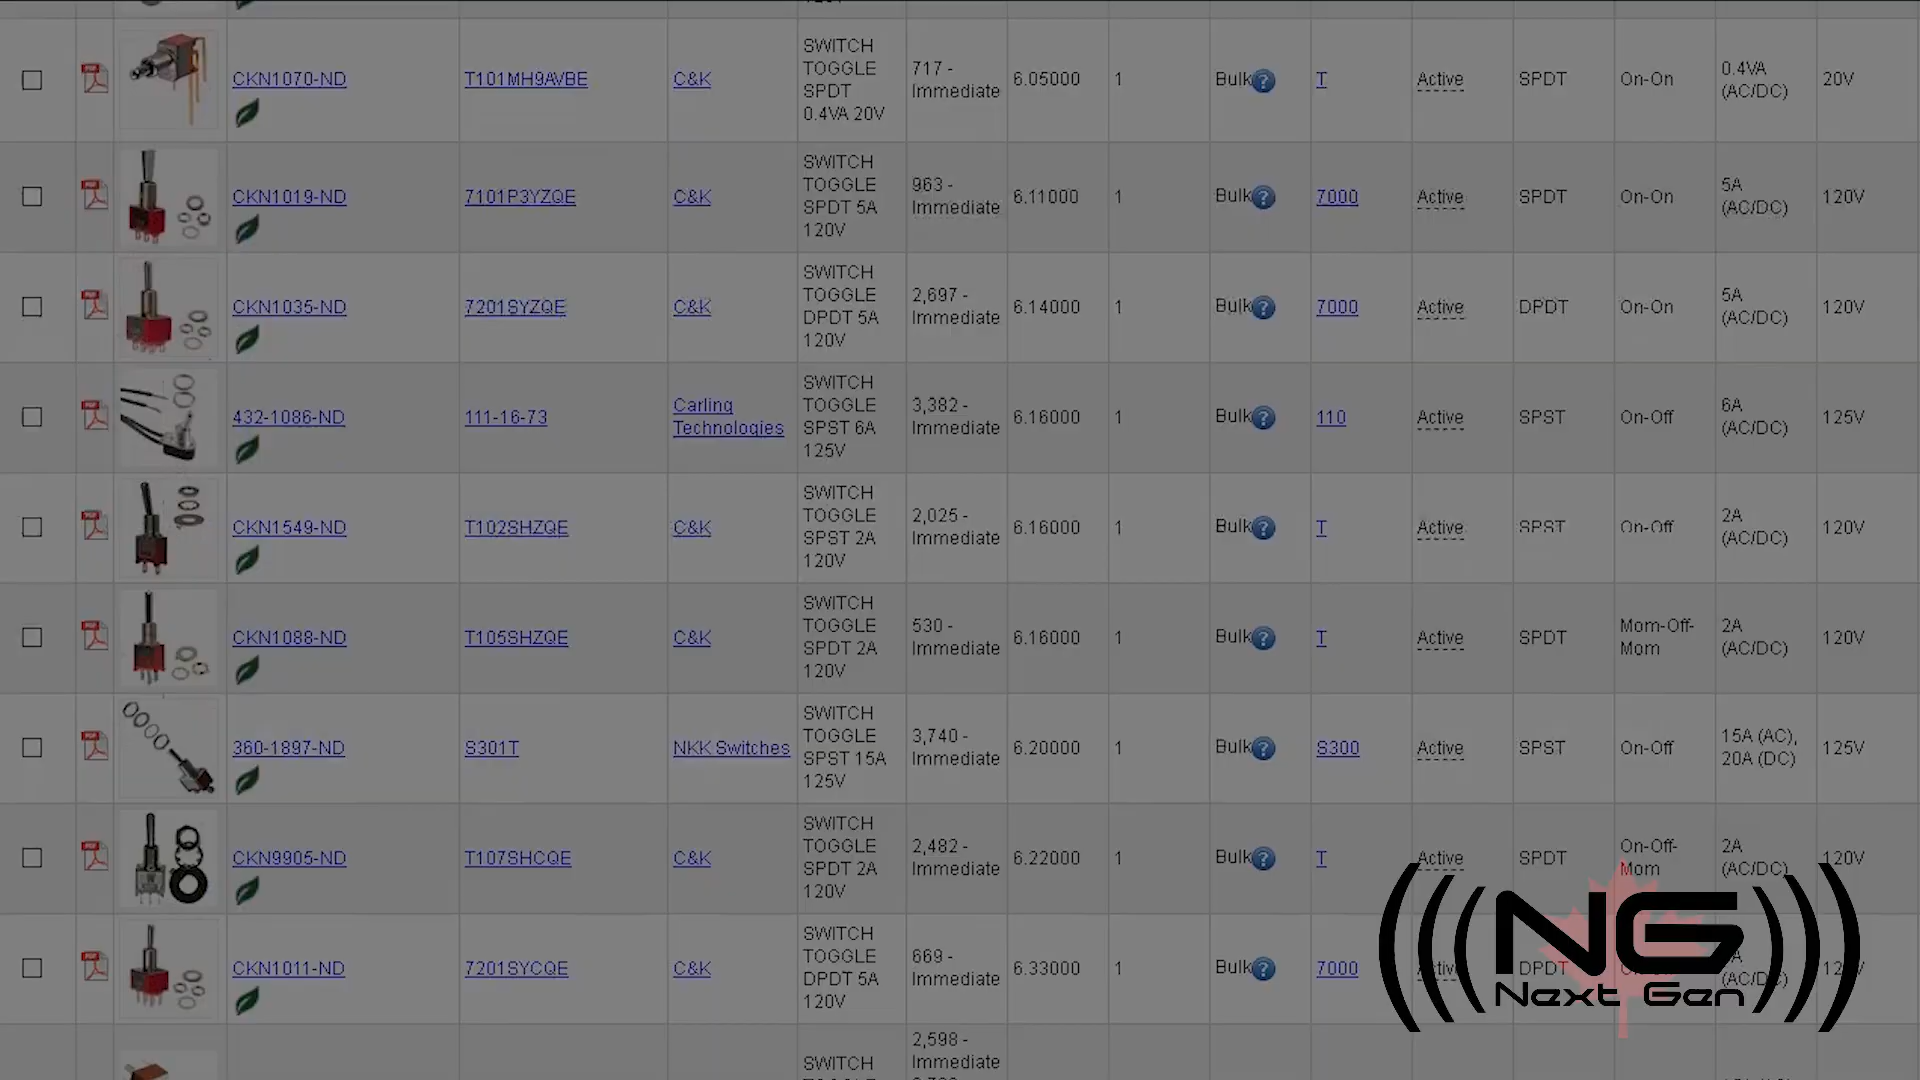 CKN1070-ND T101MH9AVBE C&K SWITCH TOGGLE SPDT 0.4VA 20V 717 - Immediate 6.05000 1 Bulk ? T Active SPDT On-On 0.4VA (AC/DC) 20V
CKN1019-ND 7101P3YZQE C&K SWITCH TOGGLE SPDT 5A 120V 963 - Immediate 6.11000 1 Bulk ? 7000 Active SPDT On-On 5A (AC/DC) 120V
CKN1035-ND 7201SYZQE C&K SWITCH TOGGLE DPDT 5A 120V 2,697 - Immediate 6.14000 1 Bulk ? 7000 Active DPDT On-On 5A (AC/DC) 120V
432-1086-ND 111-16-73 Carling Technologies SWITCH TOGGLE SPST 6A 125V 3,382 - Immediate 6.16000 1 Bulk ? 110 Active SPST On-Off 6A (AC/DC) 125V
CKN1549-ND T102SHZQE C&K SWITCH TOGGLE SPST 2A 120V 2,025 - Immediate 6.16000 1 Bulk ? T Active SPST On-Off 2A (AC/DC) 120V
CKN1088-ND T105SHZQE C&K SWITCH TOGGLE SPDT 2A 120V 530 - Immediate 6.16000 1 Bulk ? T Active SPDT Mom-Off-Mom 2A (AC/DC) 120V
360-1897-ND S301T NKK Switches SWITCH TOGGLE SPST 15A 125V 3,740 - Immediate 6.20000 1 Bulk ? S300 Active SPST On-Off 15A (AC), 20A (DC) 125V
CKN9905-ND T107SHCQE C&K SWITCH TOGGLE SPDT 2A 120V 2,482 - Immediate 6.22000 1 Bulk ? T Active SPDT On-Off-Mom 2A (AC/DC) 120V
CKN1011-ND 7201SYCQE C&K SWITCH TOGGLE DPDT 5A 120V 669 - Immediate 6.33000 1 Bulk ? 7000 DPDT (AC/DC)
SWITCH 2,598 - Immediate
NG
Next Gen